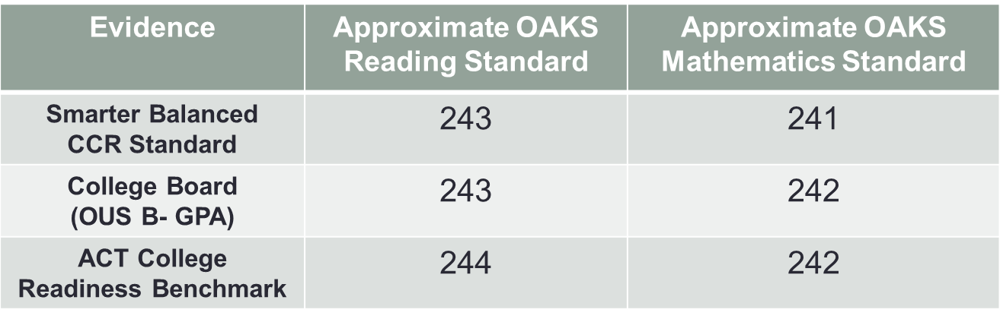 Evidence
Approximate OAKS
Reading Standard
Approximate OAKS
Mathematics Standard
Smarter Balanced
CCR Standard
243
241
College Board
(OUS B- GPA)
243
242
ACT College
Readiness Benchmark
244
242